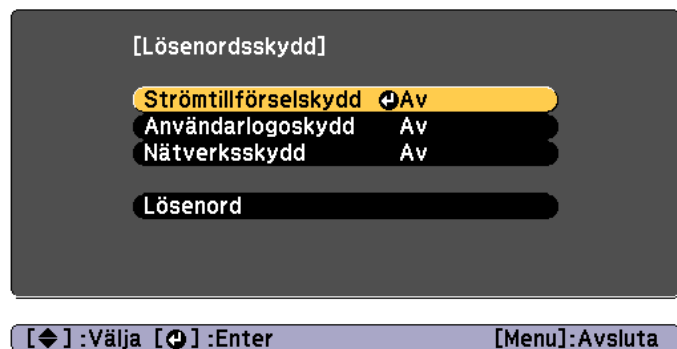 [Lösenordsskydd]
Strömtillförselskydd Av
Användarlogoskydd Av
Nätverksskydd Av
Lösenord
[◆] :Välja [⏎] :Enter [Menu]:Avsluta